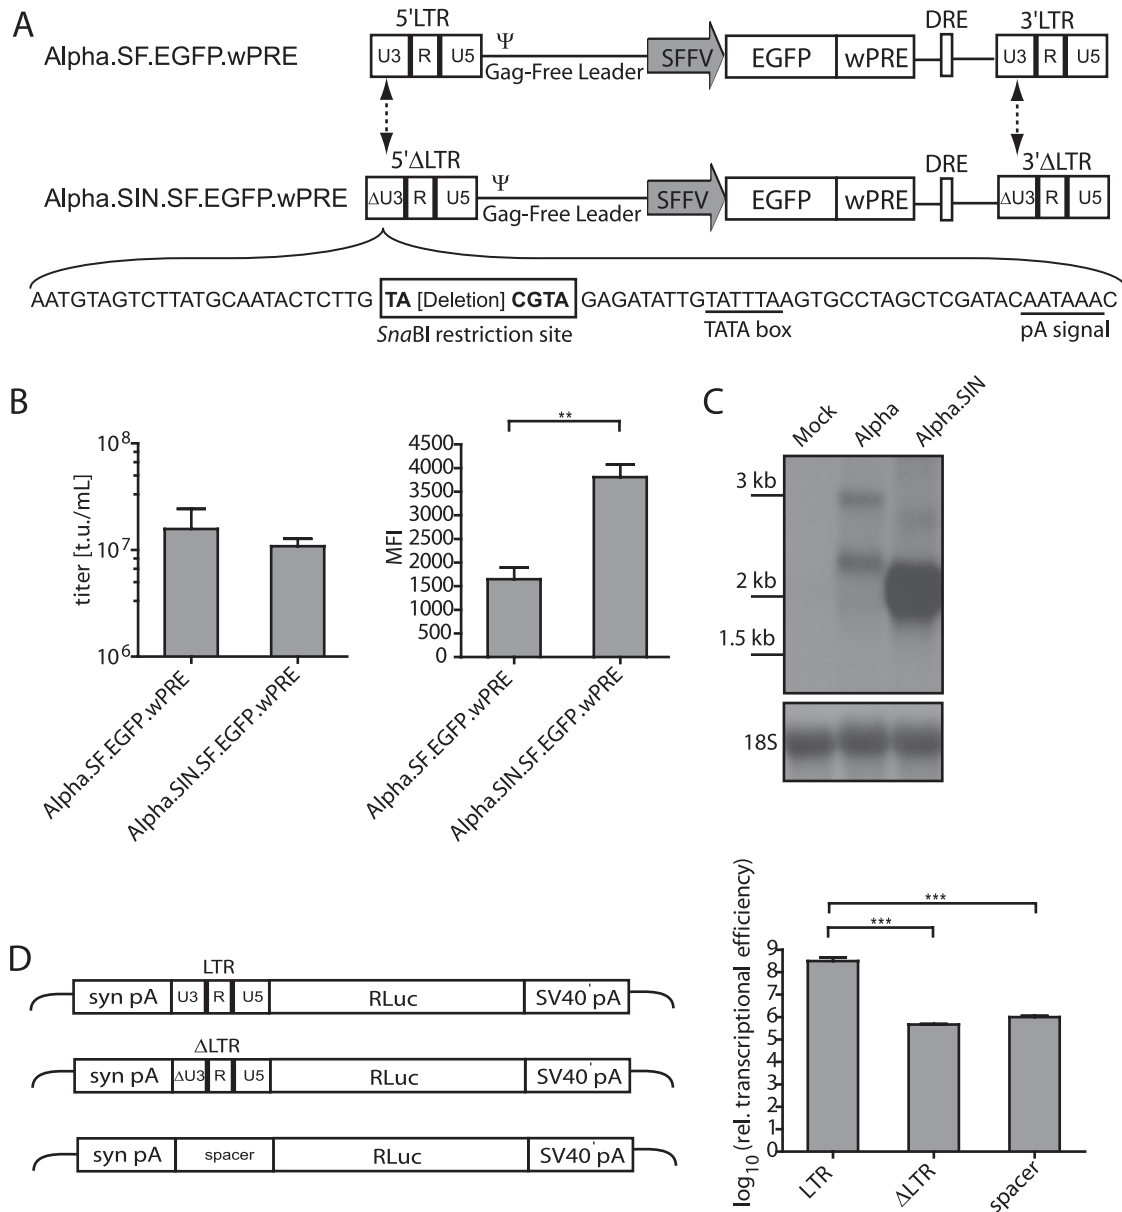 A
5'LTR
DRE
3'LTR
Alpha.SF.EGFP.wPRE
U3 R U5
Ψ
Gag-Free Leader
SFFV
EGFP
wPRE
U3 R U5
5'ΔLTR
DRE
3'ΔLTR
Alpha.SIN.SF.EGFP.wPRE
ΔU3 R U5
Ψ
Gag-Free Leader
SFFV
EGFP
wPRE
ΔU3 R U5
AATGTAGTCTTATGCAATACTCTTG TA [Deletion] CGTA GAGATATTGTATTTAAGTGCCTAGCTCGATACAATAAAC
SnaBI restriction site
TATA box
pA signal
B
titer [t.u./mL]
10^8
10^7
10^6
Alpha.SF.EGFP.wPRE
Alpha.SIN.SF.EGFP.wPRE
**
MFI
4500
4000
3500
3000
2500
2000
1500
1000
500
0
Alpha.SF.EGFP.wPRE
Alpha.SIN.SF.EGFP.wPRE
C
Mock
Alpha
Alpha.SIN
3 kb
2 kb
1.5 kb
18S
D
LTR
syn pA U3 R U5 RLuc SV40'pA
ΔLTR
syn pA ΔU3 R U5 RLuc SV40'pA
syn pA spacer RLuc SV40'pA
log10 (rel. transcriptional efficiency)
***
***
9
8
7
6
5
4
3
2
1
0
LTR
ΔLTR
spacer